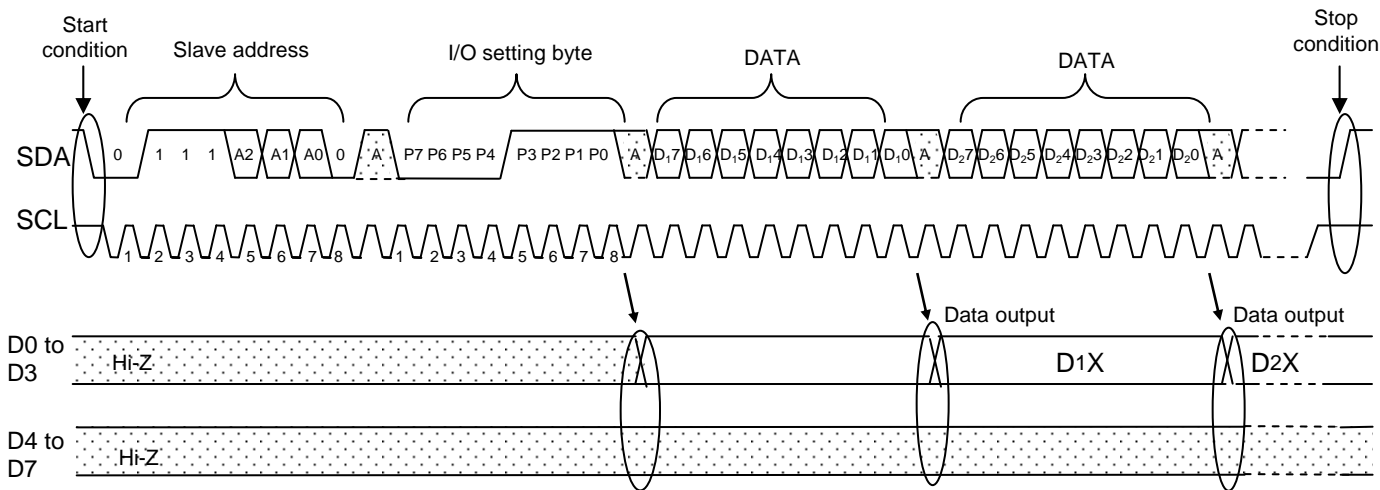 Start
condition
Slave address
I/O setting byte
DATA
DATA
Stop
condition
SDA 0 1 1 1 A2 A1 A0 0 A P7 P6 P5 P4 P3 P2 P1 P0 A D₁7 D₁6 D₁5 D₁4 D₁3 D₁2 D₁1 D₁0 A D₂7 D₂6 D₂5 D₂4 D₂3 D₂2 D₂1 D₂0 A
SCL
1 2 3 4 5 6 7 8 1 2 3 4 5 6 7 8
Data output
Data output
D0 to
D3
Hi-Z
D1X
D2X
D4 to
D7
Hi-Z